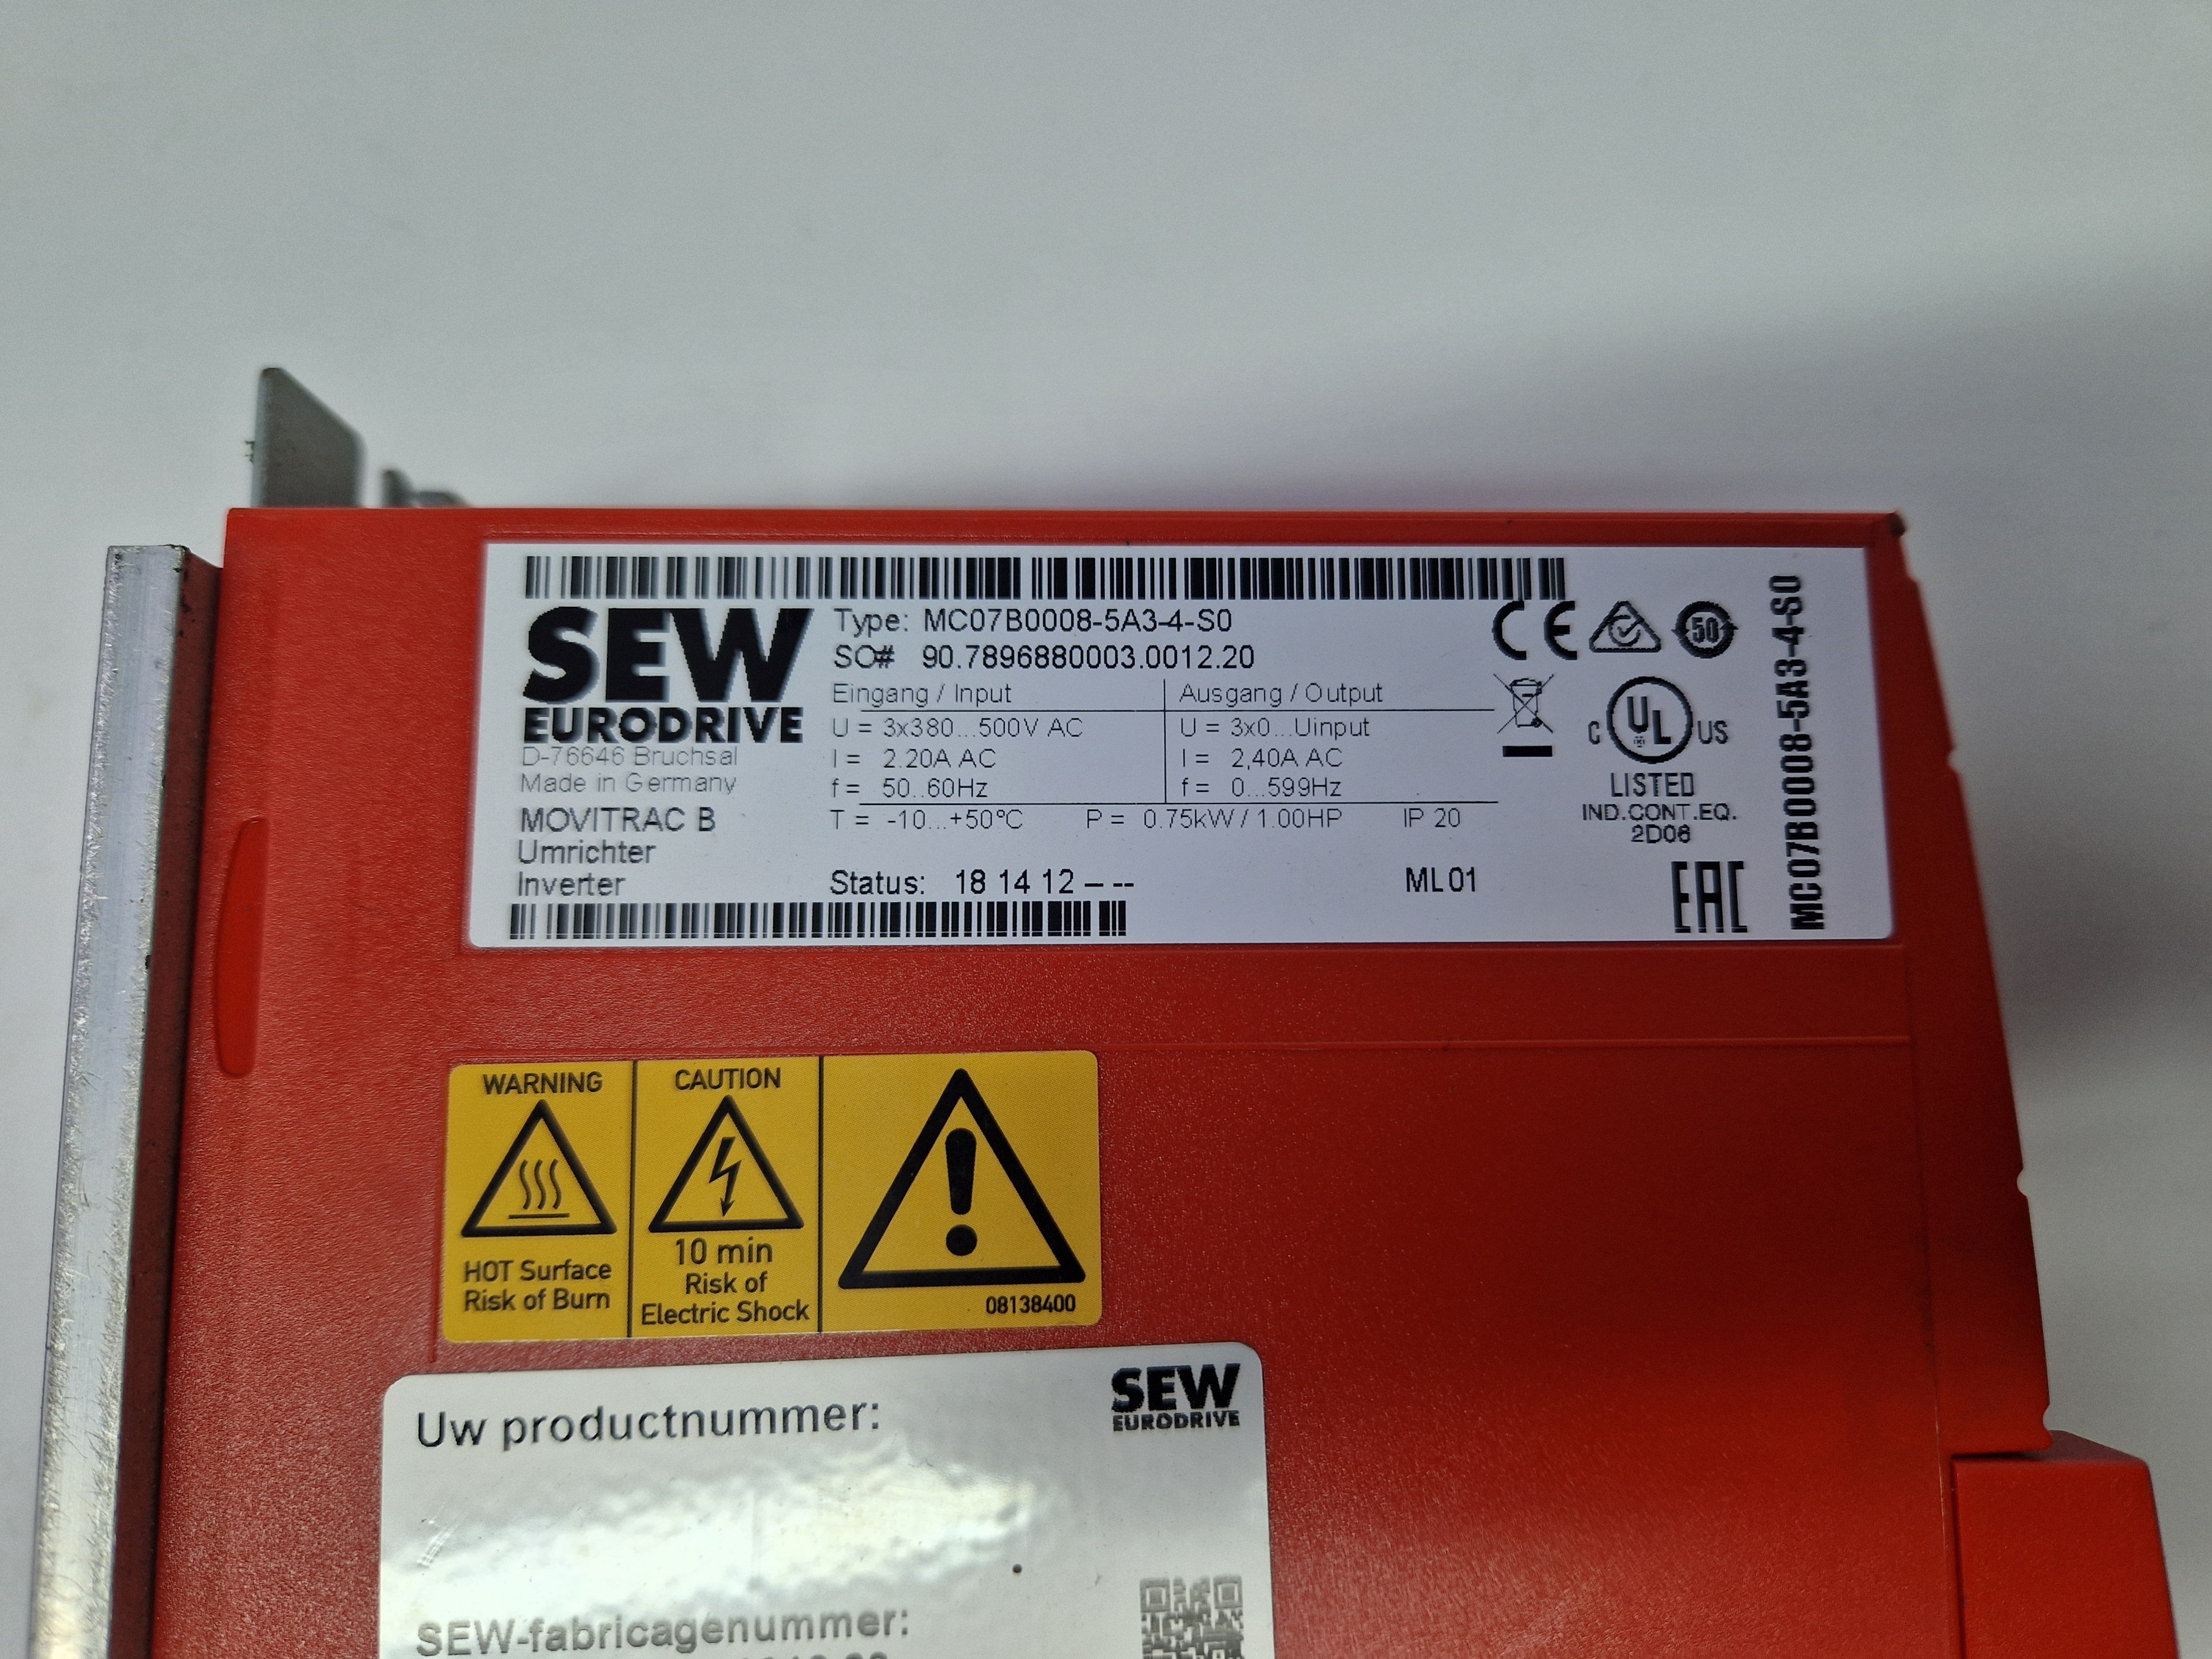 SEW
EURODRIVE
D-76646 Bruchsal
Made in Germany
MOVITRAC B
Umrichter
Inverter
Type: MC07B0008-5A3-4-S0
SO# 90.7896880003.0012.20
Eingang / Input
Ausgang / Output
U = 3x380...500V AC
U = 3x0...Uinput
I = 2.20A AC
I = 2,40A AC
f = 50..60Hz
f = 0...599Hz
T = -10...+50°C P = 0.75kW / 1.00HP IP 20
Status: 18 14 12 – -- ML01
CE
50
C UL US
LISTED
IND.CONT.EQ.
2D06
EAC
MC07B0008-5A3-4-S0
WARNING
HOT Surface
Risk of Burn
CAUTION
10 min
Risk of
Electric Shock
08138400
Uw productnummer:
SEW
EURODRIVE
SEW-fabricagenummer: